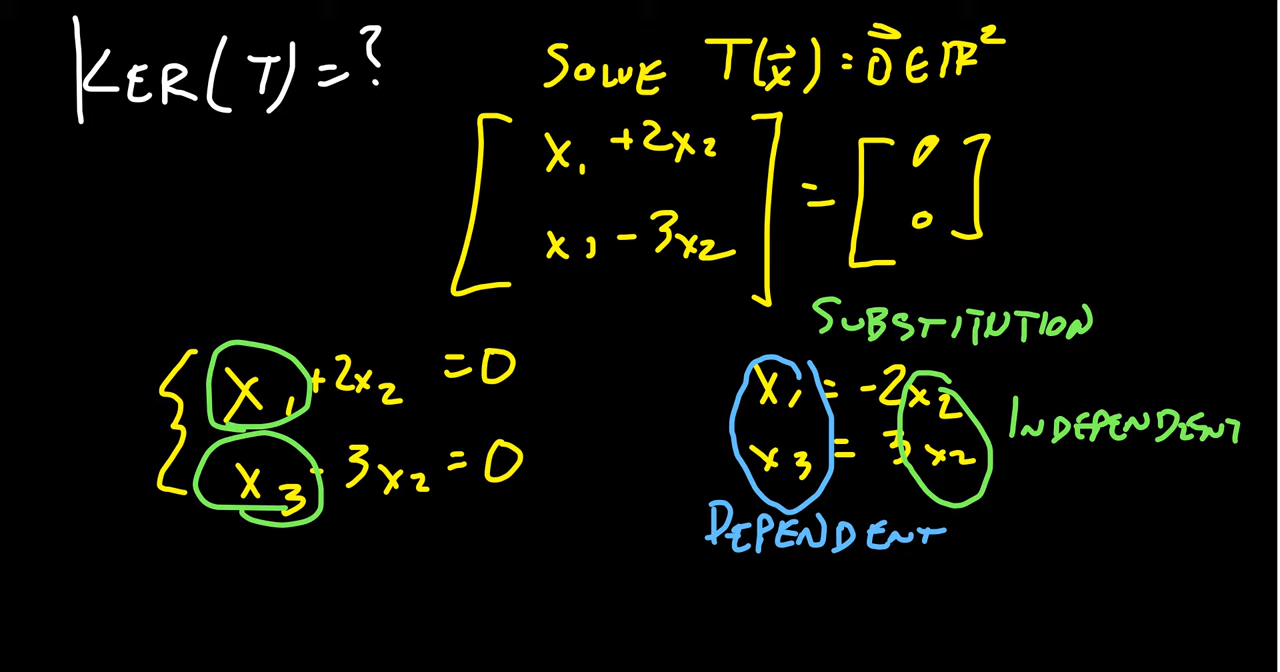 KER(T)=?
SOLVE T(x⃗)=0⃗ ∈ ℝ²
[ x₁ +2x₂ ] = [ 0 ]
[ x₃ -3x₂ ] [ 0 ]
SUBSTITUTION
{ x₁ +2x₂ =0
x₃ - 3x₂ =0
x₁ = -2x₂
x₃ = 3x₂
INDEPENDENT
DEPENDENT